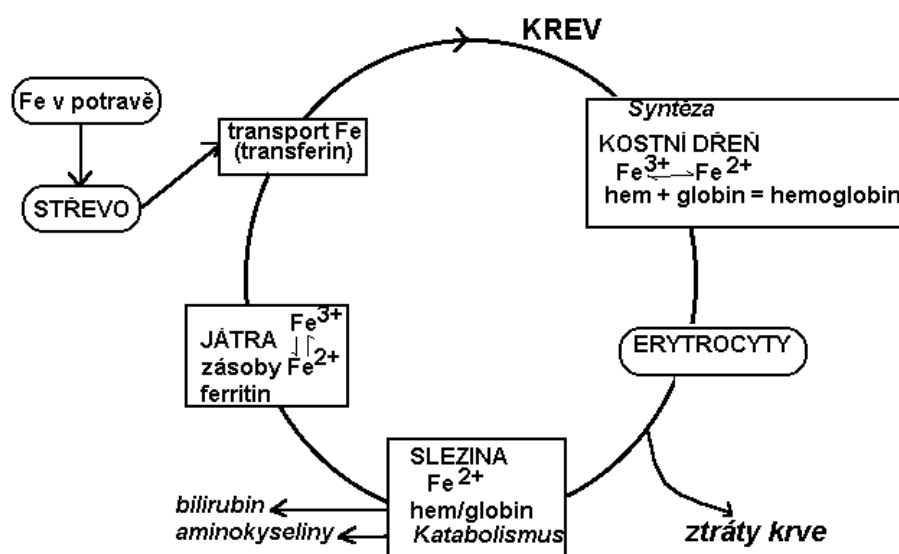 KREV
Fe v potravě
STŘEVO
transport Fe
(transferin)
Syntéza
KOSTNÍ DŘEŇ
Fe3+ Fe2+
hem + globin = hemoglobin
ERYTROCYTY
ztráty krve
SLEZINA
Fe2+
hem/globin
Katabolismus
bilirubin
aminokyseliny
Fe3+
JÁTRA
zásoby Fe2+
ferritin